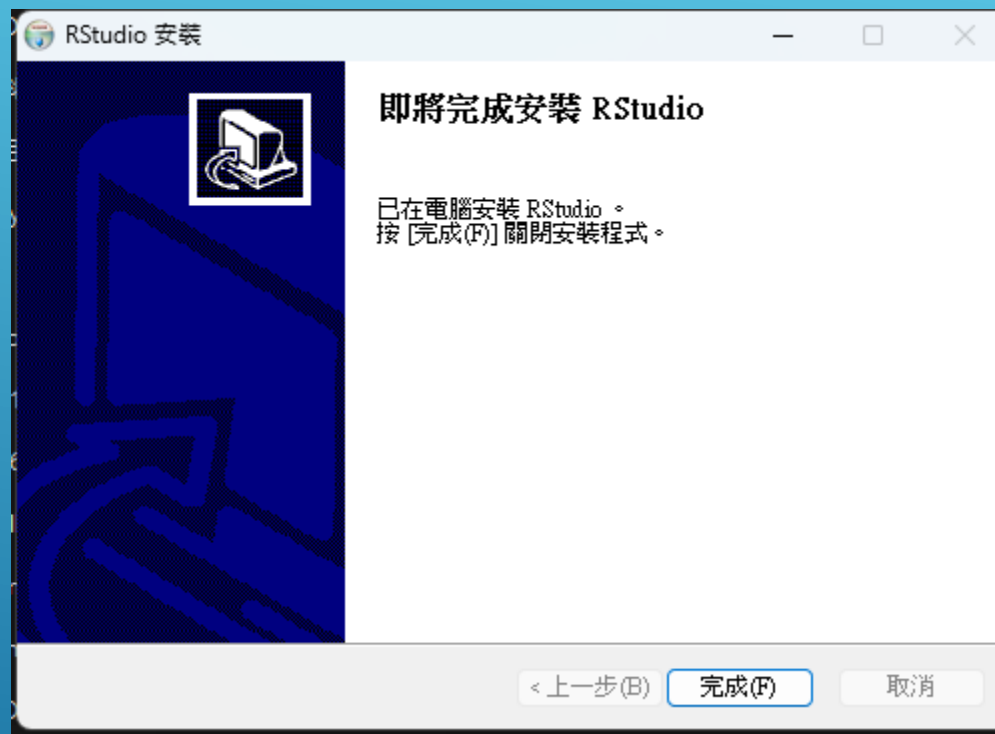 RStudio 安裝
即將完成安裝 RStudio
已在電腦安裝 RStudio。
按 [完成(F)] 關閉安裝程式。
< 上一步(B)
完成(F)
取消